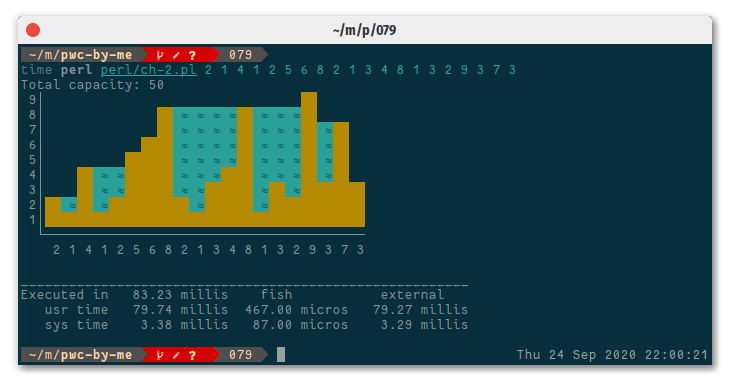 ~/m/p/079
~/m/pwc-by-me ? 079
time perl perl/ch-2.pl 2 1 4 1 2 5 6 8 2 1 3 4 8 1 3 2 9 3 7 3
Total capacity: 50
9
8 ≈ ≈ ≈ ≈ ≈ ≈ ≈
7 ≈ ≈ ≈ ≈ ≈ ≈ ≈ ≈
6 ≈ ≈ ≈ ≈ ≈ ≈ ≈ ≈
5 ≈ ≈ ≈ ≈ ≈ ≈ ≈ ≈
4 ≈ ≈ ≈ ≈ ≈ ≈ ≈ ≈ ≈
3 ≈ ≈ ≈ ≈ ≈ ≈
2 ≈ ≈ ≈ ≈
1
2 1 4 1 2 5 6 8 2 1 3 4 8 1 3 2 9 3 7 3
________________________________________________________
Executed in 83.23 millis fish external
usr time 79.74 millis 467.00 micros 79.27 millis
sys time 3.38 millis 87.00 micros 3.29 millis
~/m/pwc-by-me ? 079 Thu 24 Sep 2020 22:00:21